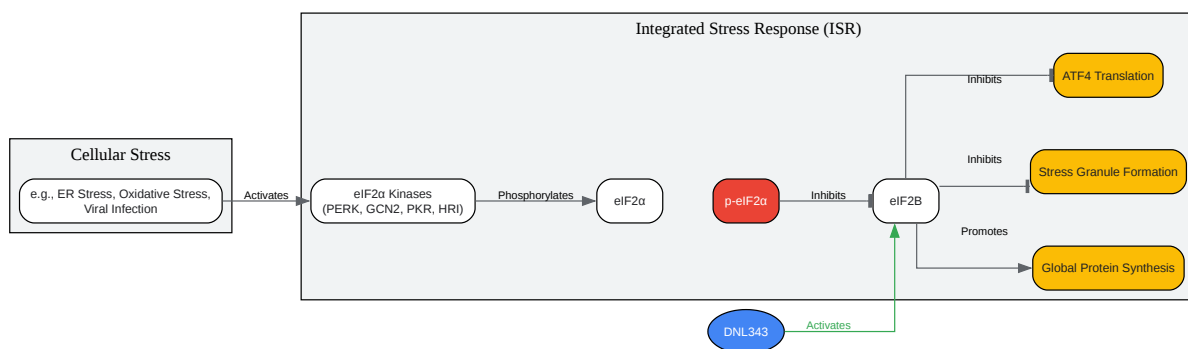 Integrated Stress Response (ISR)
Cellular Stress
e.g., ER Stress, Oxidative Stress,
Viral Infection
Activates
eIF2α Kinases
(PERK, GCN2, PKR, HRI)
Phosphorylates
eIF2α
p-eIF2α
Inhibits
eIF2B
Inhibits
ATF4 Translation
Inhibits
Stress Granule Formation
Promotes
Global Protein Synthesis
DNL343
Activates